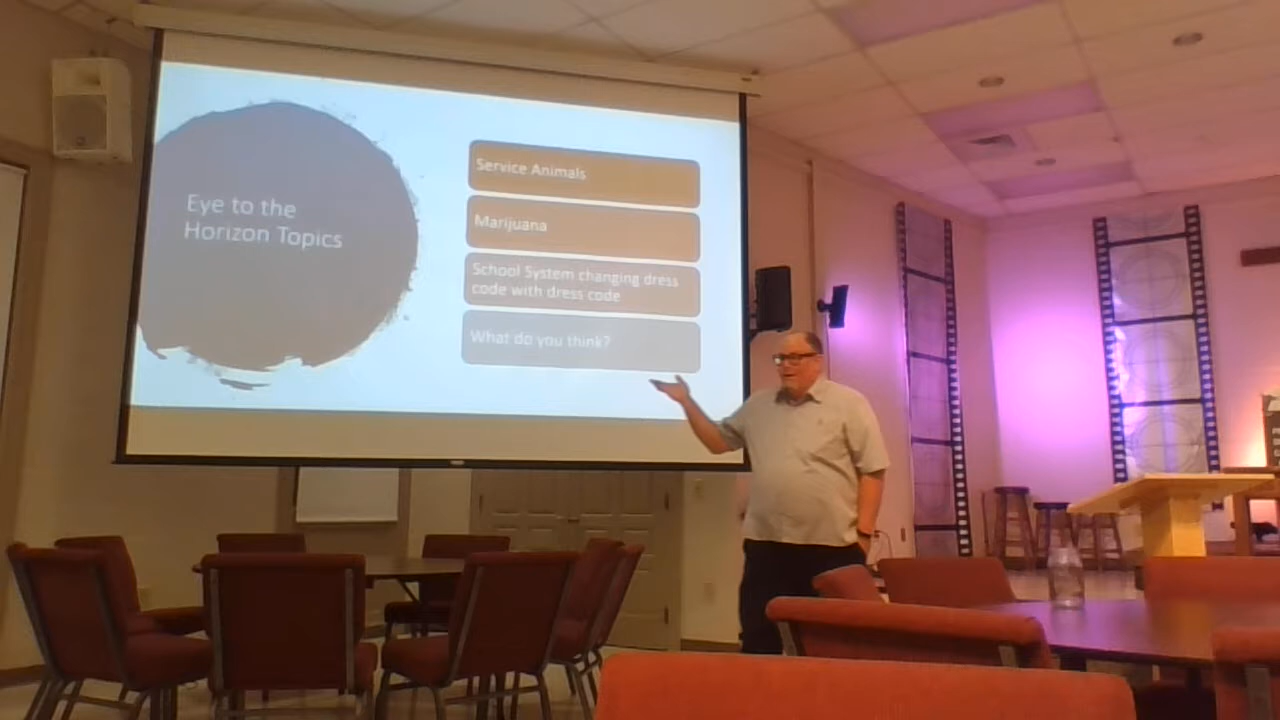 Eye to the
Horizon Topics
Service Animals
Marijuana
School System changing dress
code with dress code
What do you think?